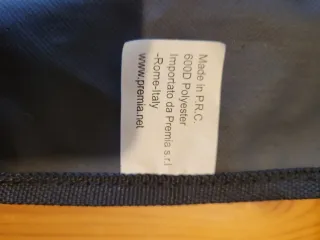 Made in P.R.C.
600D Polyester
Importato da Premia s.r.l
-Rome-Italy
www.premia.net